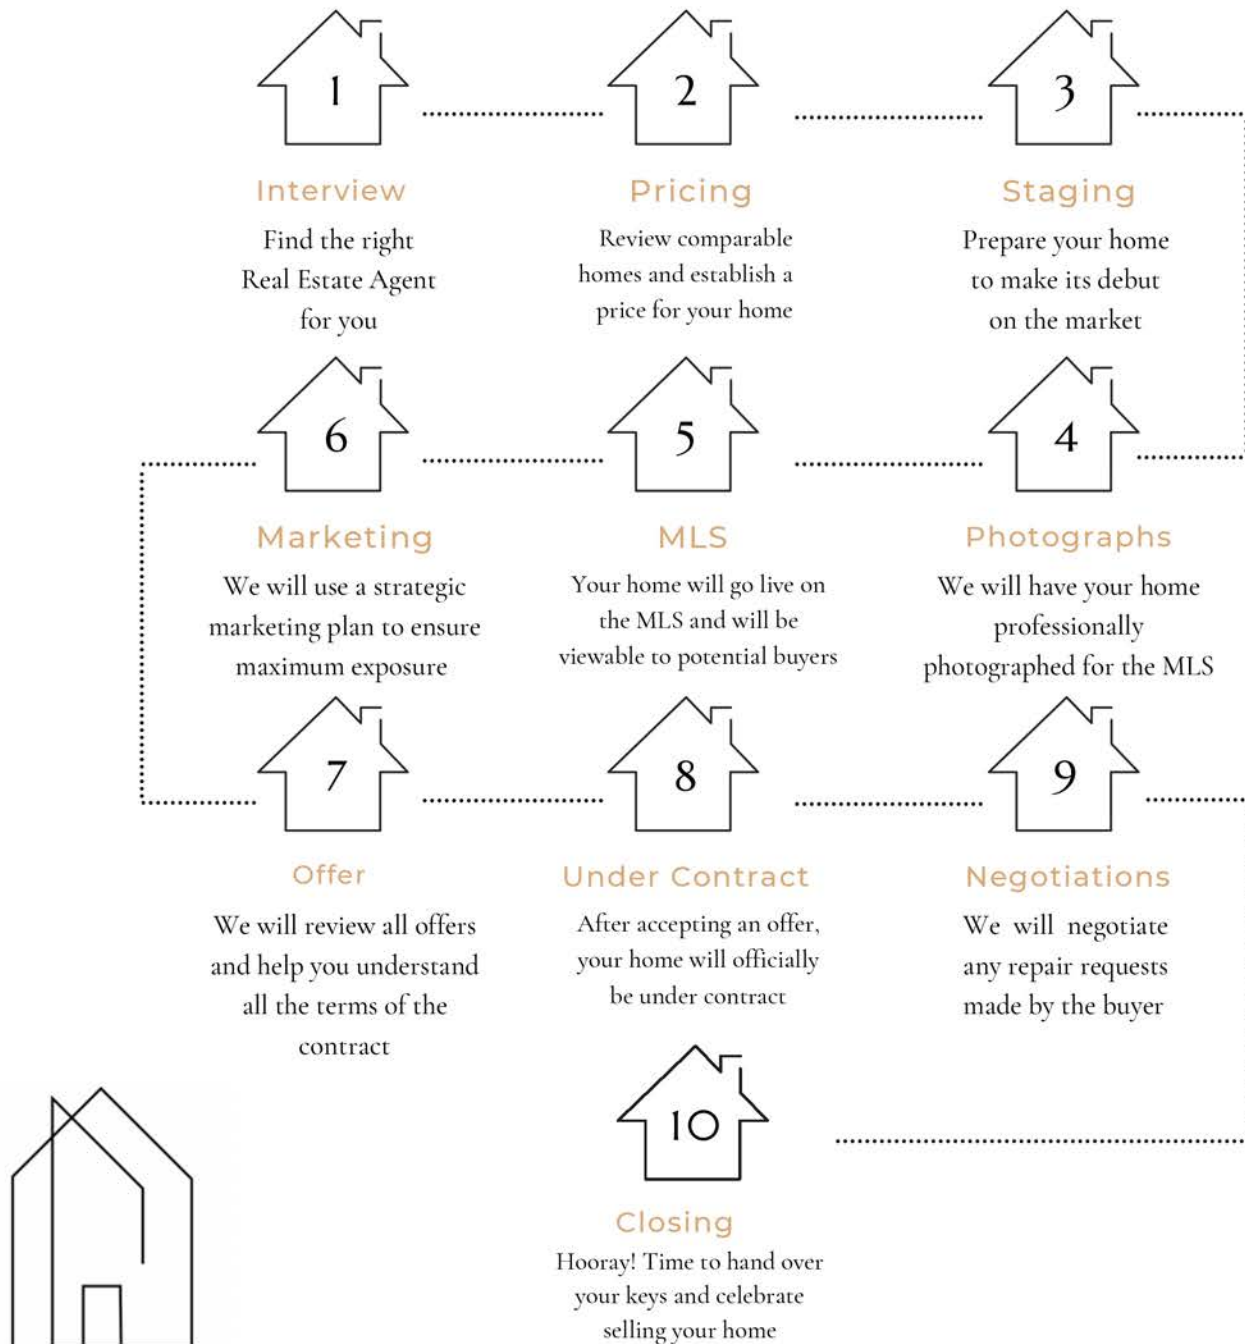 1
Interview
Find the right
Real Estate Agent
for you
2
Pricing
Review comparable
homes and establish a
price for your home
3
Staging
Prepare your home
to make its debut
on the market
4
Photographs
We will have your home
professionally
photographed for the MLS
5
MLS
Your home will go live on
the MLS and will be
viewable to potential buyers
6
Marketing
We will use a strategic
marketing plan to ensure
maximum exposure
7
Offer
We will review all offers
and help you understand
all the terms of the
contract
8
Under Contract
After accepting an offer,
your home will officially
be under contract
9
Negotiations
We will negotiate
any repair requests
made by the buyer
10
Closing
Hooray! Time to hand over
your keys and celebrate
selling your home